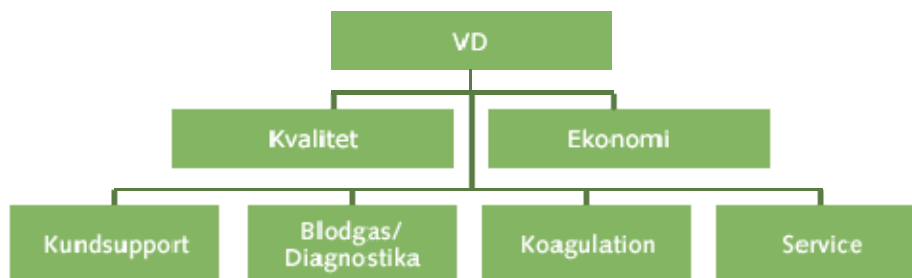 VD
Kvalitet
Ekonomi
Kundsupport
Blodgas/
Diagnostika
Koagulation
Service